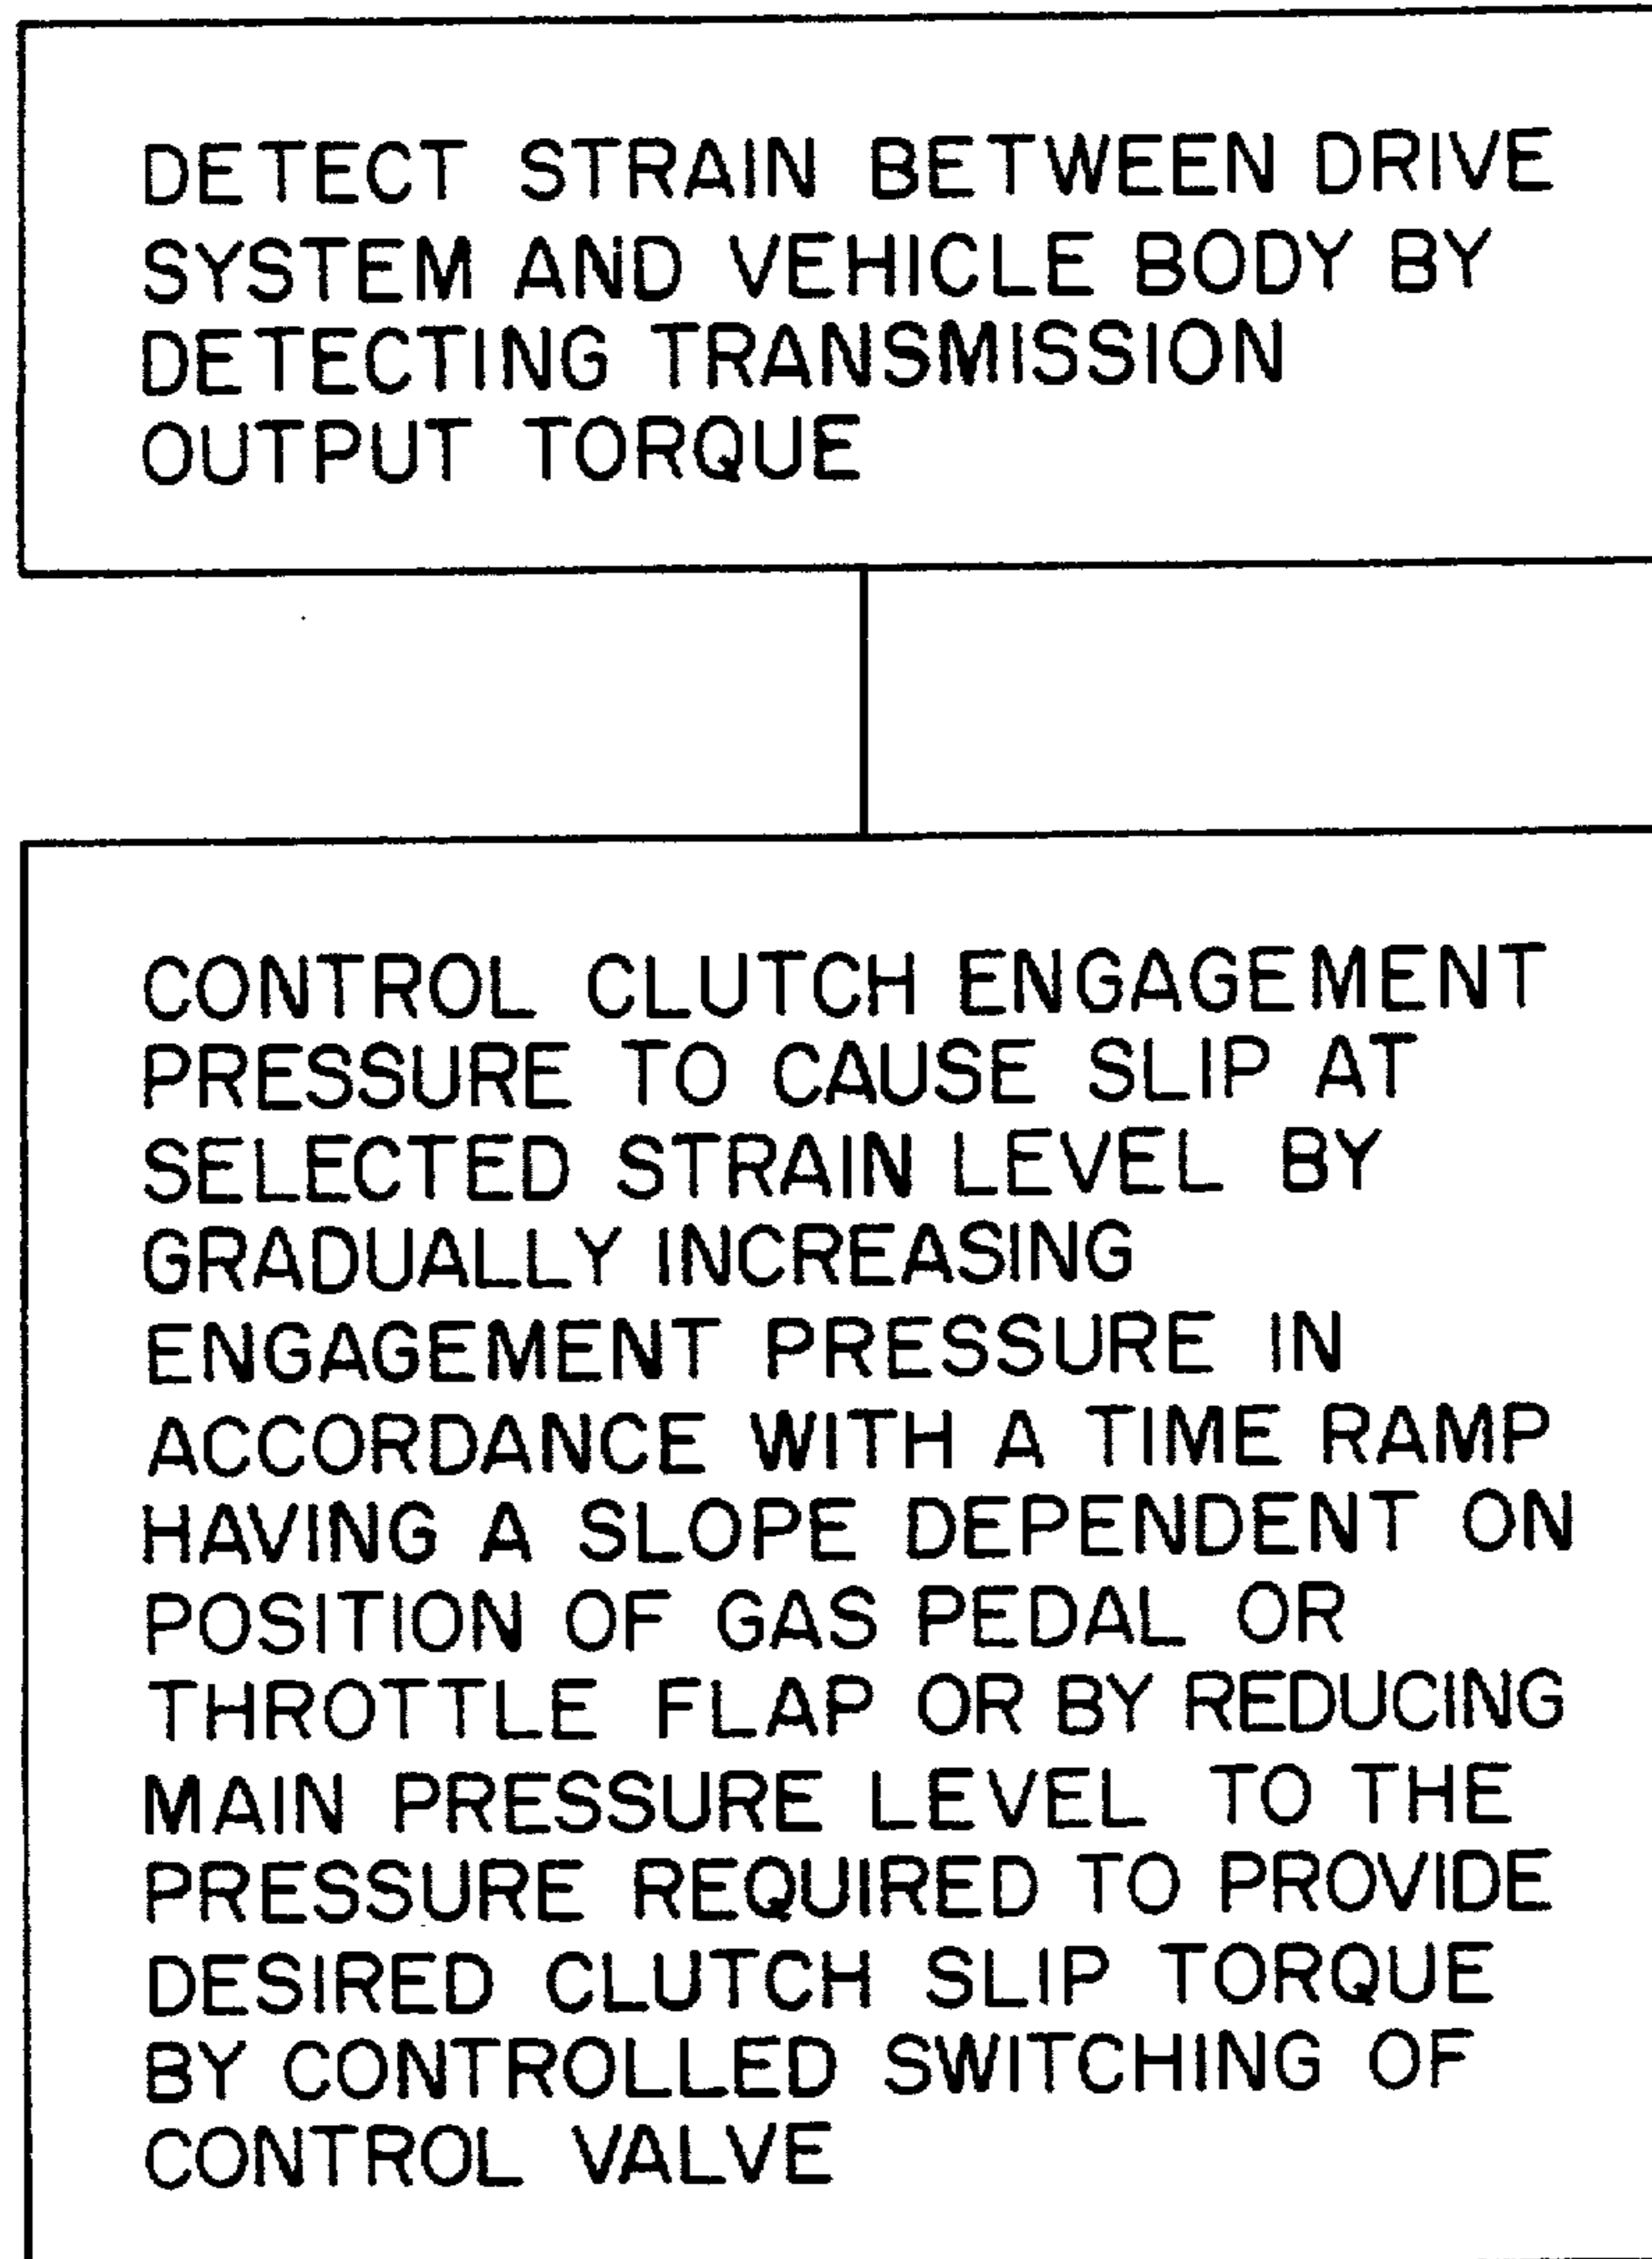 DETECT STRAIN BETWEEN DRIVE
SYSTEM AND VEHICLE BODY BY
DETECTING TRANSMISSION
OUTPUT TORQUE
CONTROL CLUTCH ENGAGEMENT
PRESSURE TO CAUSE SLIP AT
SELECTED STRAIN LEVEL BY
GRADUALLY INCREASING
ENGAGEMENT PRESSURE IN
ACCORDANCE WITH A TIME RAMP
HAVING A SLOPE DEPENDENT ON
POSITION OF GAS PEDAL OR
THROTTLE FLAP OR BY REDUCING
MAIN PRESSURE LEVEL TO THE
PRESSURE REQUIRED TO PROVIDE
DESIRED CLUTCH SLIP TORQUE
BY CONTROLLED SWITCHING OF
CONTROL VALVE